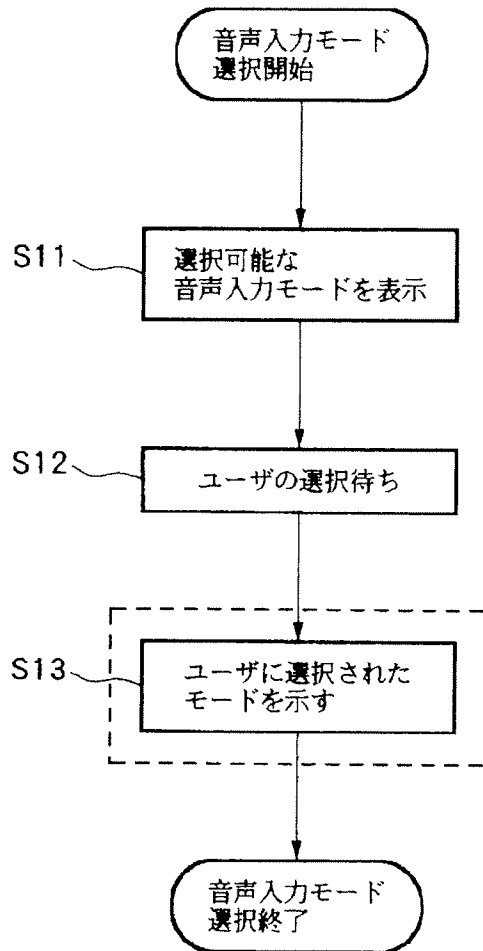 音声入力モード
選択開始
S11
選択可能な
音声入力モードを表示
S12
ユーザの選択待ち
S13
ユーザに選択された
モードを示す
音声入力モード
選択終了